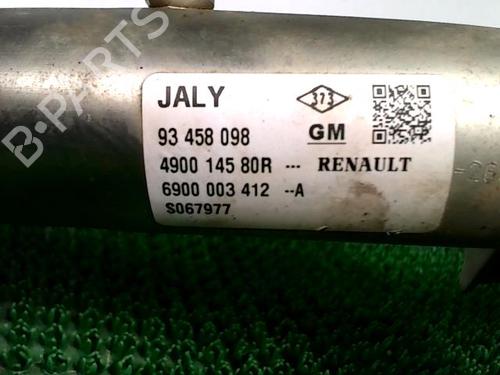 JALY
373
93 458 098
GM
4900 145 80R --- RENAULT
6900 003 412 --A
S067977
B-PARTS